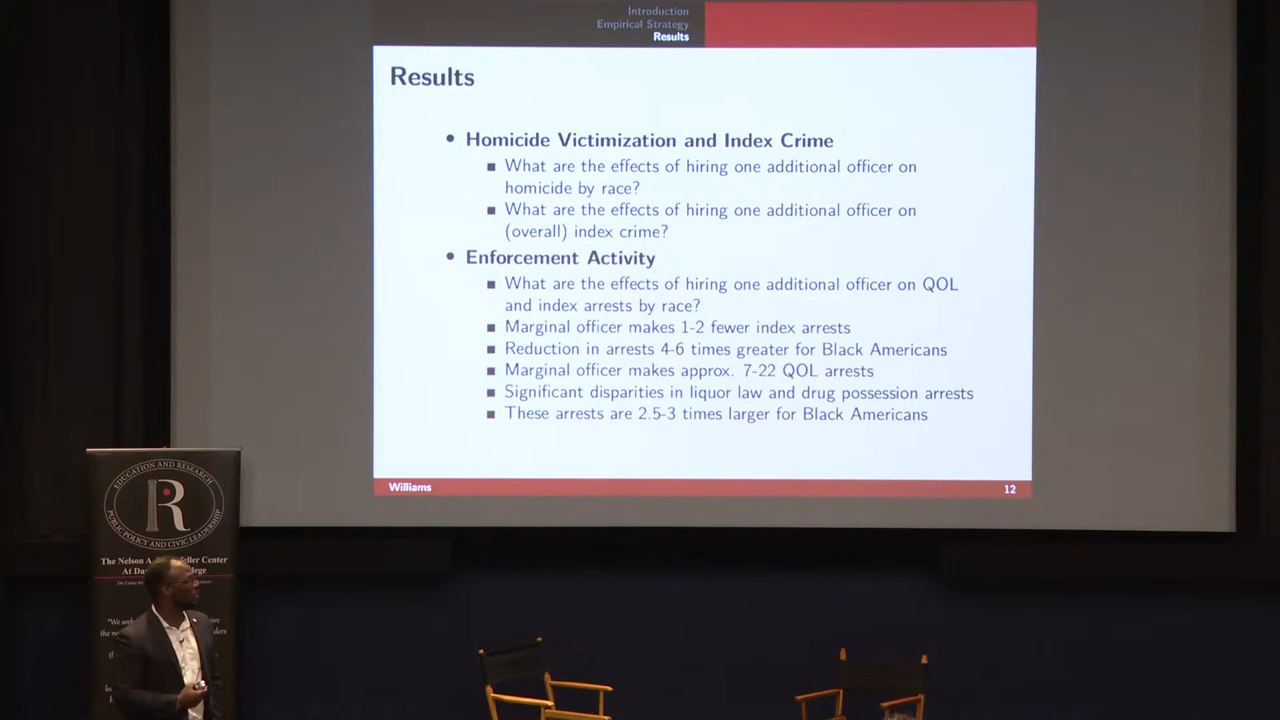 Introduction
Empirical Strategy
Results
Results
• Homicide Victimization and Index Crime
■ What are the effects of hiring one additional officer on
homicide by race?
■ What are the effects of hiring one additional officer on
(overall) index crime?
• Enforcement Activity
■ What are the effects of hiring one additional officer on QOL
and index arrests by race?
■ Marginal officer makes 1-2 fewer index arrests
■ Reduction in arrests 4-6 times greater for Black Americans
■ Marginal officer makes approx. 7-22 QOL arrests
■ Significant disparities in liquor law and drug possession arrests
■ These arrests are 2.5-3 times larger for Black Americans
Williams
12
EDUCATION AND RESEARCH
R
PUBLIC POLICY AND CIVIC LEADERSHIP
The Nelson A. feller Center
At Da lege
"We seek